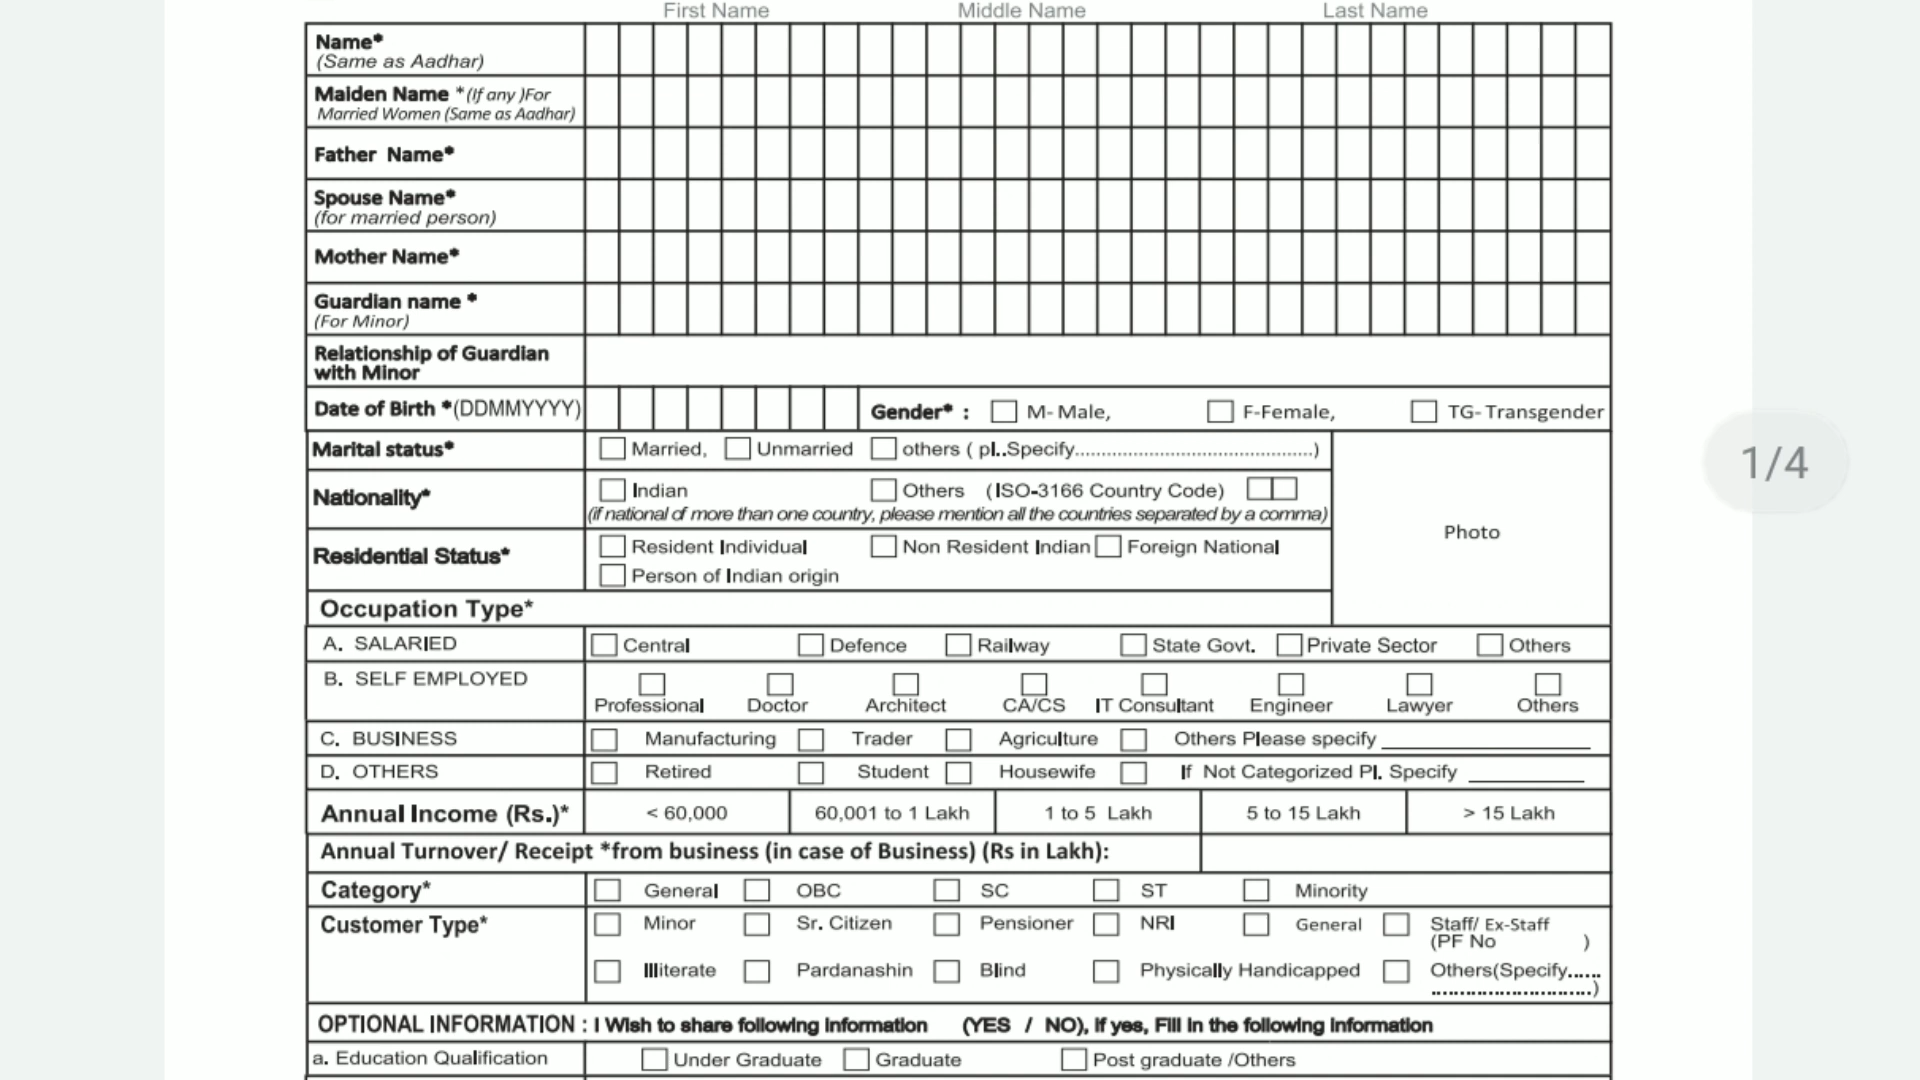 First Name Middle Name Last Name
Name*
(Same as Aadhar)
Maiden Name *(If any )For
Married Women (Same as Aadhar)
Father Name*
Spouse Name*
(for married person)
Mother Name*
Guardian name *
(For Minor)
Relationship of Guardian
with Minor
Date of Birth *(DDMMYYYY) Gender* : M- Male, F-Female, TG- Transgender
Marital status* Married, Unmarried others ( pl..Specify..........................................)
Nationality* Indian Others (ISO-3166 Country Code)
(if national of more than one country, please mention all the countries separated by a comma)
Residential Status* Resident Individual Non Resident Indian Foreign National
Person of Indian origin
Photo
Occupation Type*
A. SALARIED Central Defence Railway State Govt. Private Sector Others
B. SELF EMPLOYED
Professional Doctor Architect CA/CS IT Consultant Engineer Lawyer Others
C. BUSINESS Manufacturing Trader Agriculture Others Please specify ____________________
D. OTHERS Retired Student Housewife If Not Categorized Pl. Specify ___________
Annual Income (Rs.)* < 60,000 60,001 to 1 Lakh 1 to 5 Lakh 5 to 15 Lakh > 15 Lakh
Annual Turnover/ Receipt *from business (in case of Business) (Rs in Lakh):
Category* General OBC SC ST Minority
Customer Type* Minor Sr. Citizen Pensioner NRI General Staff/ Ex-Staff
(PF No )
Illiterate Pardanashin Blind Physically Handicapped Others(Specify......
............................)
OPTIONAL INFORMATION : I Wish to share following Information (YES / NO), if yes, Fill in the following Information
a. Education Qualification Under Graduate Graduate Post graduate /Others
1/4